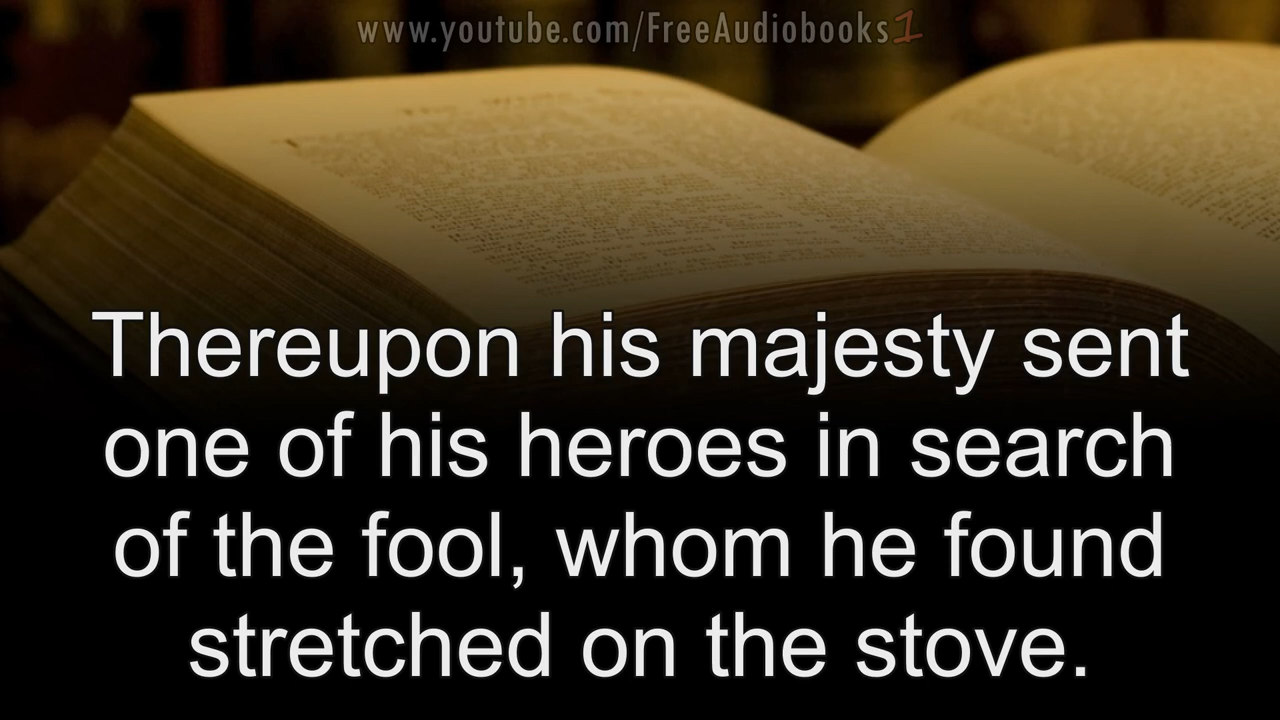 www.youtube.com/FreeAudiobooks1
Thereupon his majesty sent
one of his heroes in search
of the fool, whom he found
stretched on the stove.